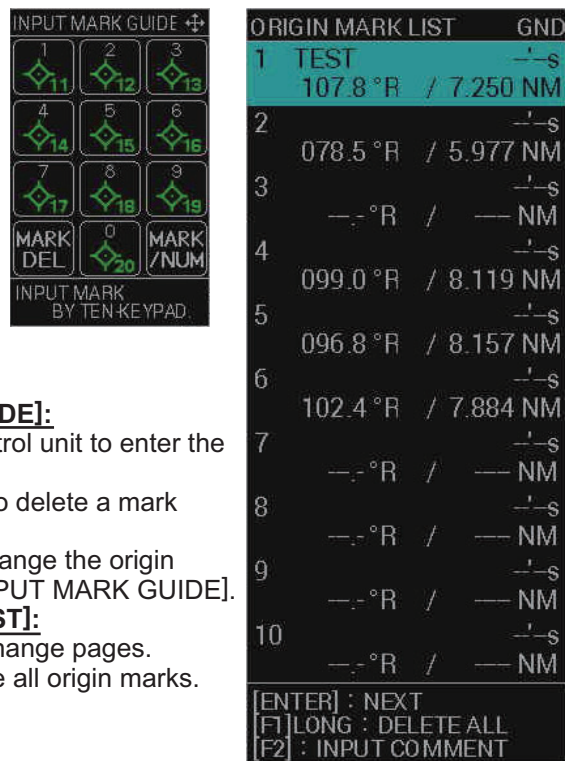 INPUT MARK GUIDE
1 2 3
11 12 13
4 5 6
14 15 16
7 8 9
17 18 19
MARK DEL 0 20 MARK /NUM
INPUT MARK
BY TEN-KEYPAD.
DE]:
trol unit to enter the
o delete a mark
ange the origin
PUT MARK GUIDE].
ST]:
hange pages.
e all origin marks.
ORIGIN MARK LIST GND
1 TEST --'--s
107.8 °R / 7.250 NM
2 --'--s
078.5 °R / 5.977 NM
3 --'--s
---.- °R / ---- NM
4 --'--s
099.0 °R / 8.119 NM
5 --'--s
096.8 °R / 8.157 NM
6 --'--s
102.4 °R / 7.884 NM
7 --'--s
---.- °R / ---- NM
8 --'--s
---.- °R / ---- NM
9 --'--s
---.- °R / ---- NM
10 --'--s
---.- °R / ---- NM
[ENTER] : NEXT
[F1]LONG : DELETE ALL
[F2] : INPUT COMMENT